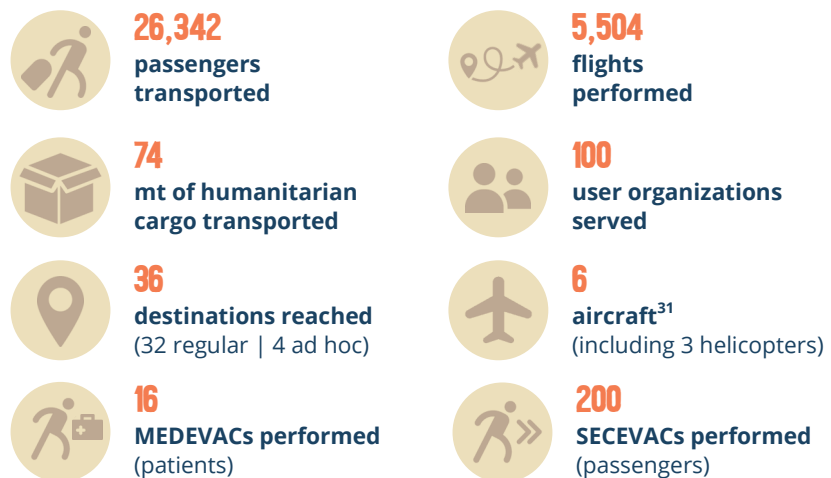 26,342
passengers
transported
5,504
flights
performed
74
mt of humanitarian
cargo transported
100
user organizations
served
36
destinations reached
(32 regular | 4 ad hoc)
6
aircraft31
(including 3 helicopters)
16
MEDEVACs performed
(patients)
200
SECEVACs performed
(passengers)